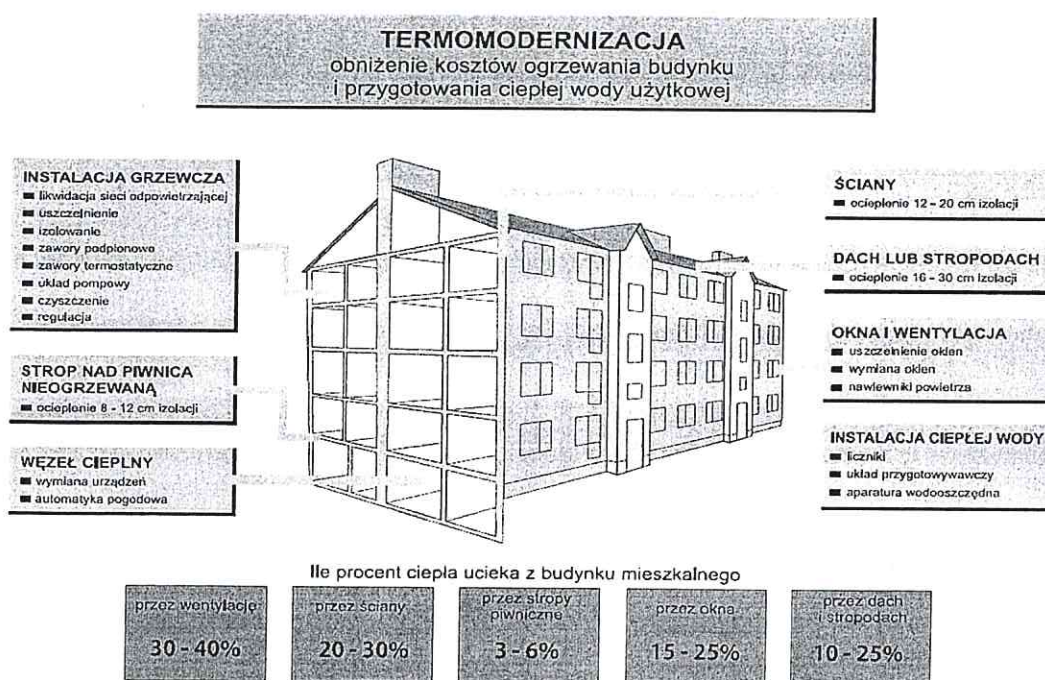 TERMOMODERNIZACJA
obniżenie kosztów ogrzewania budynku
i przygotowania ciepłej wody użytkowej
INSTALACJA GRZEWCZA
likwidacja sieci odpowietrzającej
uszczelnienie
izolowanie
zawory podpionowe
zawory termostatyczne
układ pompowy
czyszczenie
regulacja
STROP NAD PIWNICA
NIEOGRZEWANĄ
ocieplenie 8 - 12 cm izolacji
WĘZEŁ CIEPLNY
wymiana urządzeń
automatyka pogodowa
ŚCIANY
ocieplenie 12 - 20 cm izolacji
DACH LUB STROPODACH
ocieplenie 16 - 30 cm izolacji
OKNA I WENTYLACJA
uszczelnienie okien
wymiana okien
nawiewniki powietrza
INSTALACJA CIEPŁEJ WODY
liczniki
układ przygotowywawczy
aparatura wodooszczędna
Ile procent ciepła ucieka z budynku mieszkalnego
przez wentylację
30 - 40%
przez ściany
20 - 30%
przez stropy
piwniczne
3 - 6%
przez okna
15 - 25%
przez dach
i stropodach
10 - 25%